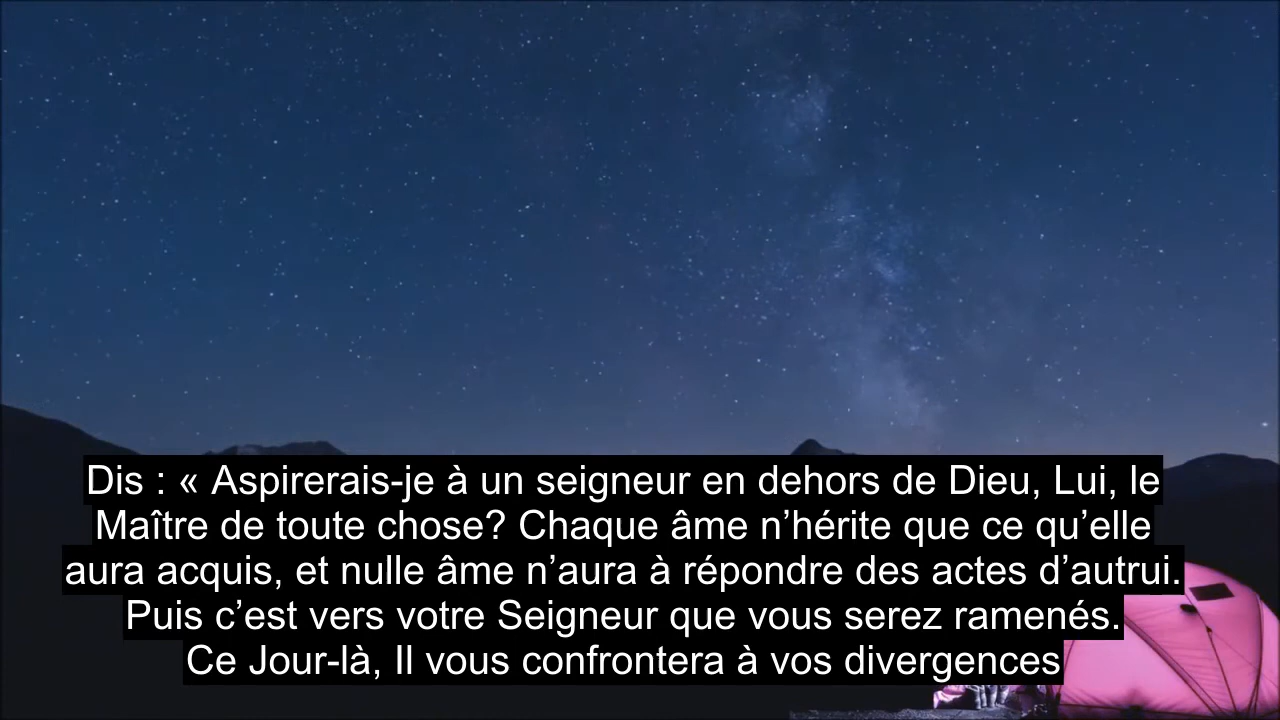 Dis : « Aspirerais-je à un seigneur en dehors de Dieu, Lui, le
Maître de toute chose? Chaque âme n’hérite que ce qu’elle
aura acquis, et nulle âme n’aura à répondre des actes d’autrui.
Puis c’est vers votre Seigneur que vous serez ramenés.
Ce Jour-là, Il vous confrontera à vos divergences